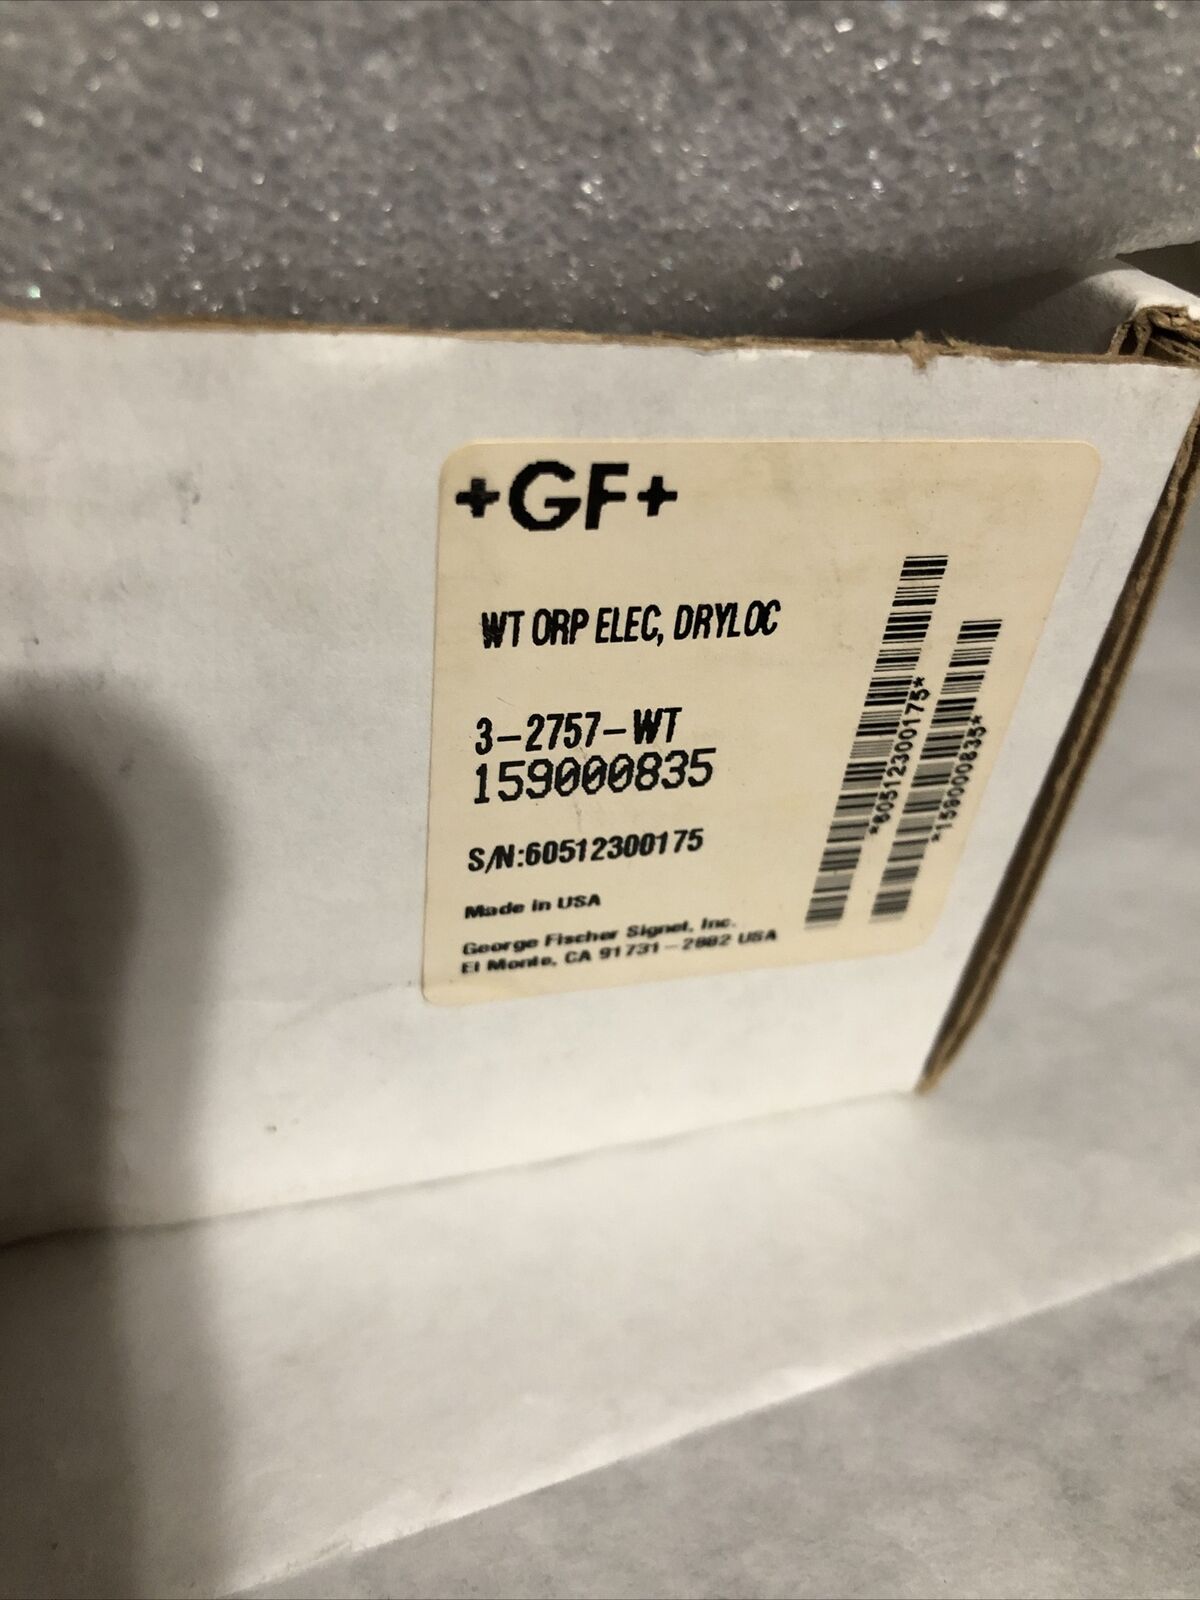 +GF+
WT ORP ELEC, DRYLOC
3-2757-WT
159000835
S/N:60512300175
Made in USA
George Fischer Signet, Inc.
El Monte, CA 91731-2882 USA
*60512300175*
*159000835*